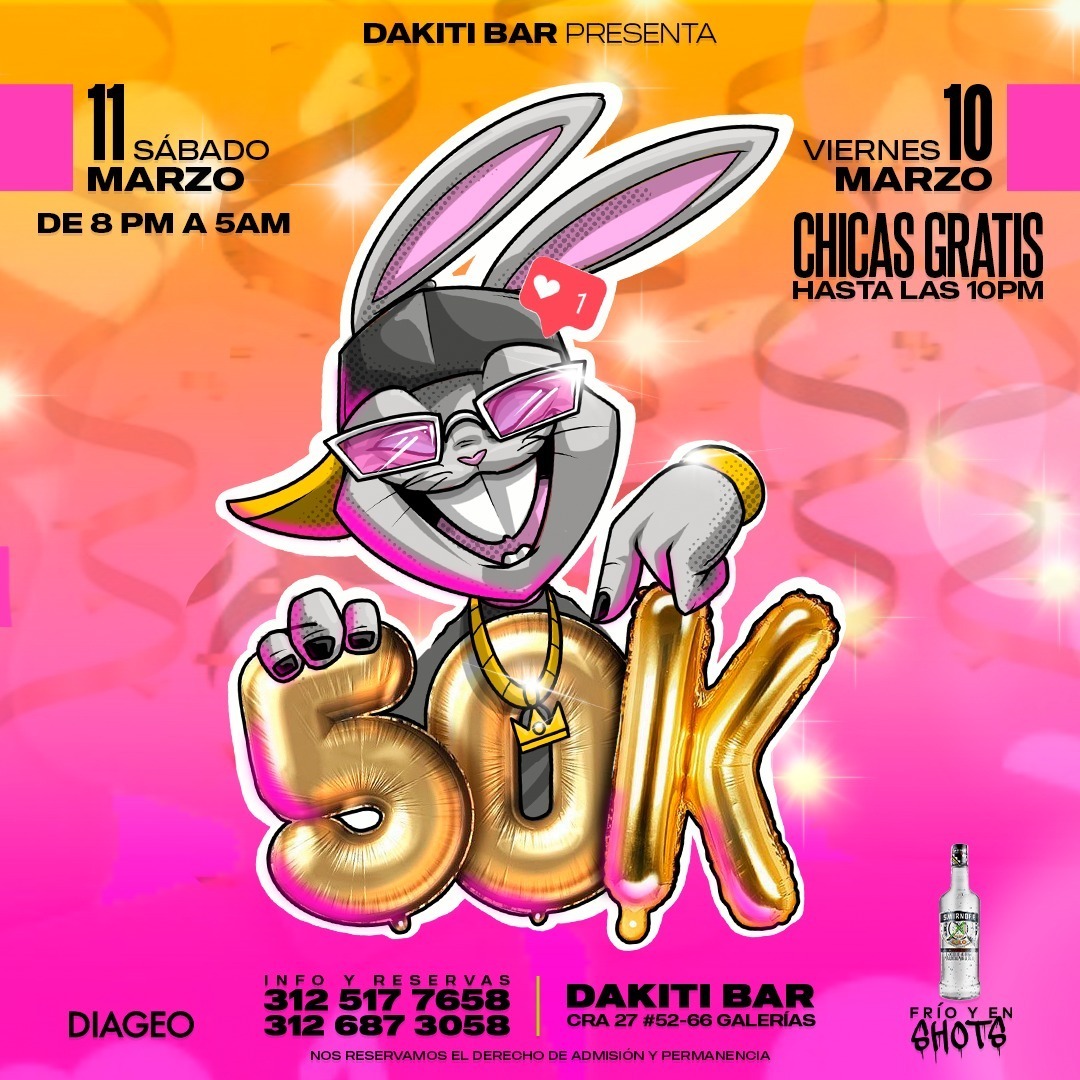 DAKITI BAR PRESENTA
11 SÁBADO
MARZO
DE 8 PM A 5AM
VIERNES 10
MARZO
CHICAS GRATIS
HASTA LAS 10PM
1
50K
SMIRNOFF
FRÍO Y EN
SHOTS
DIAGEO
INFO Y RESERVAS
312 517 7658
312 687 3058
DAKITI BAR
CRA 27 #52-66 GALERÍAS
NOS RESERVAMOS EL DERECHO DE ADMISIÓN Y PERMANENCIA